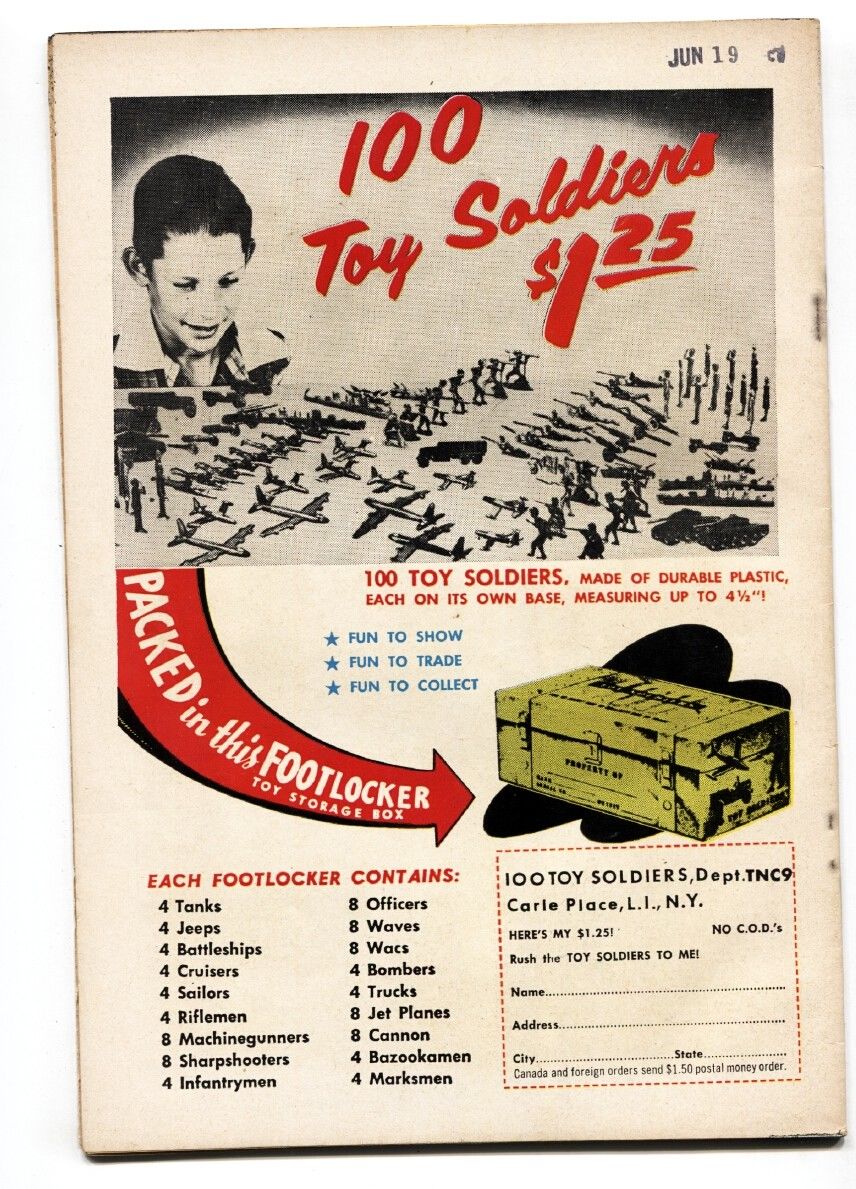 JUN 19
100
Toy Soldiers
$1.25
100 TOY SOLDIERS, MADE OF DURABLE PLASTIC,
EACH ON ITS OWN BASE, MEASURING UP TO 4½"!
★ FUN TO SHOW
★ FUN TO TRADE
★ FUN TO COLLECT
PACKED in this FOOTLOCKER
TOY STORAGE BOX
PROPERTY OF
EACH FOOTLOCKER CONTAINS:
4 Tanks
4 Jeeps
4 Battleships
4 Cruisers
4 Sailors
4 Riflemen
8 Machinegunners
8 Sharpshooters
4 Infantrymen
8 Officers
8 Waves
8 Wacs
4 Bombers
4 Trucks
8 Jet Planes
8 Cannon
4 Bazookamen
4 Marksmen
100 TOY SOLDIERS, Dept. TNC9
Carle Place, L.I., N.Y.
HERE'S MY $1.25! NO C.O.D.'s
Rush the TOY SOLDIERS TO ME!
Name
Address
City State
Canada and foreign orders send $1.50 postal money order.